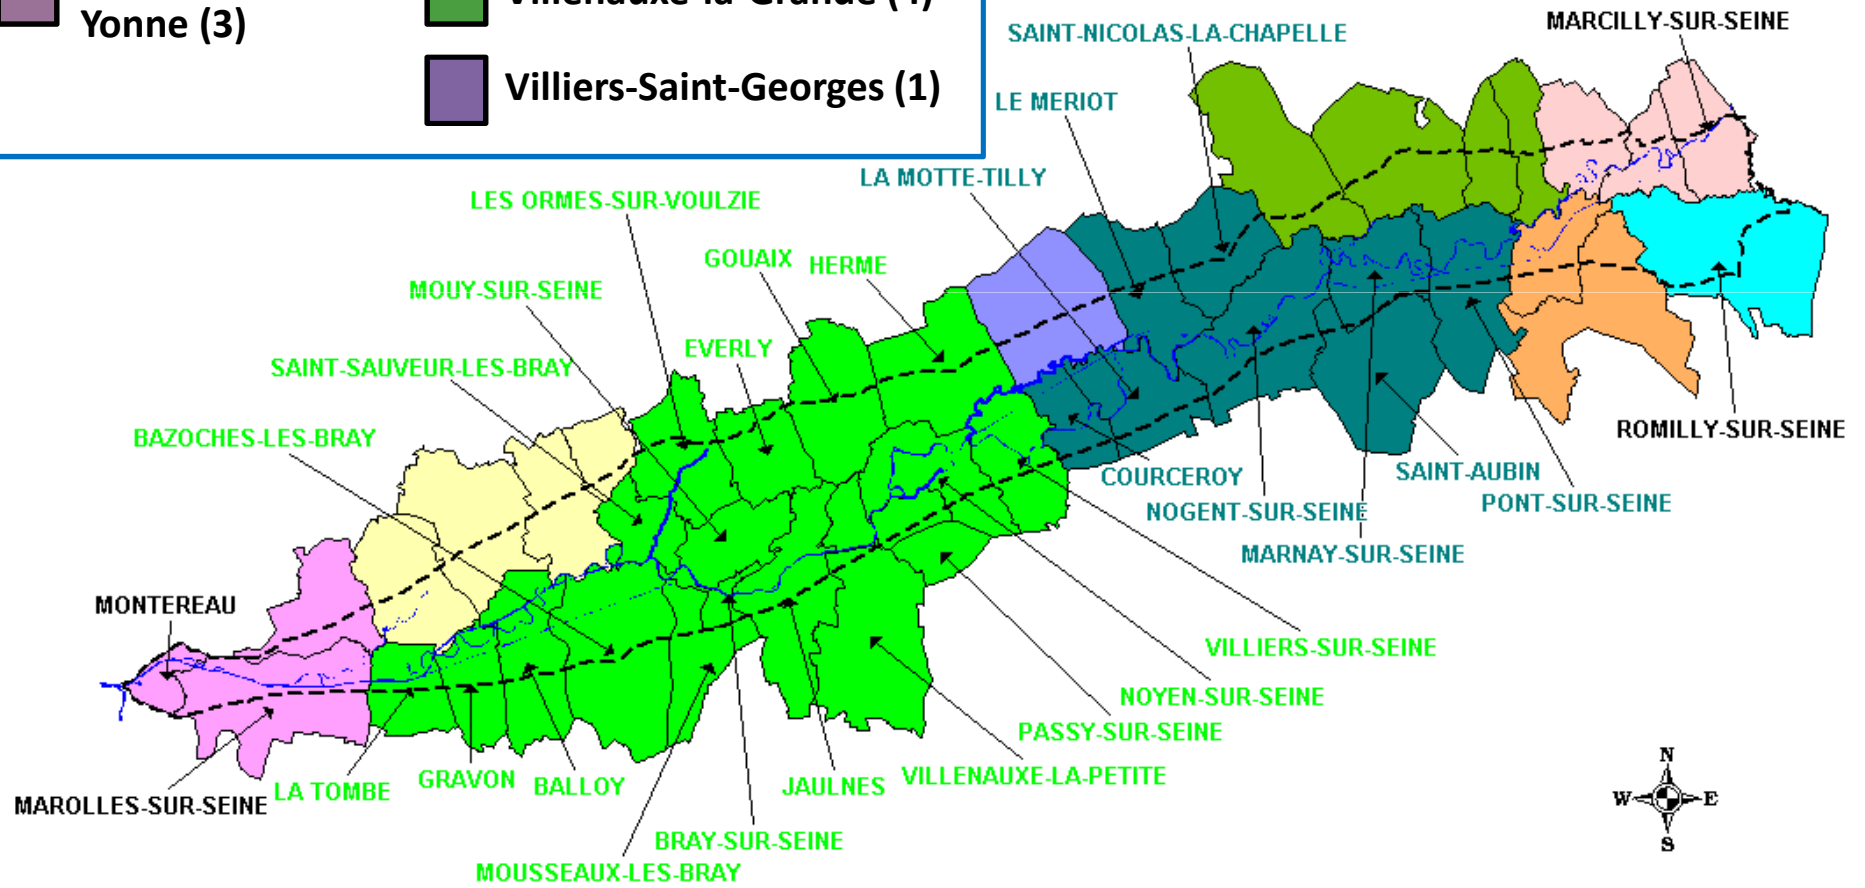 Yonne (3)
Villenauxe-la-Grande (4)
Villiers-Saint-Georges (1)
MARCILLY-SUR-SEINE
SAINT-NICOLAS-LA-CHAPELLE
LE MERIOT
LA MOTTE-TILLY
LES ORMES-SUR-VOULZIE
GOUAIX
HERME
MOUY-SUR-SEINE
EVERLY
SAINT-SAUVEUR-LES-BRAY
BAZOCHES-LES-BRAY
ROMILLY-SUR-SEINE
COURCEROY
SAINT-AUBIN
NOGENT-SUR-SEINE
PONT-SUR-SEINE
MARNAY-SUR-SEINE
MONTEREAU
VILLIERS-SUR-SEINE
NOYEN-SUR-SEINE
PASSY-SUR-SEINE
MAROLLES-SUR-SEINE
LA TOMBE
GRAVON
BALLOY
JAULNES
VILLENAUXE-LA-PETITE
BRAY-SUR-SEINE
MOUSSEAUX-LES-BRAY
N
W
E
S